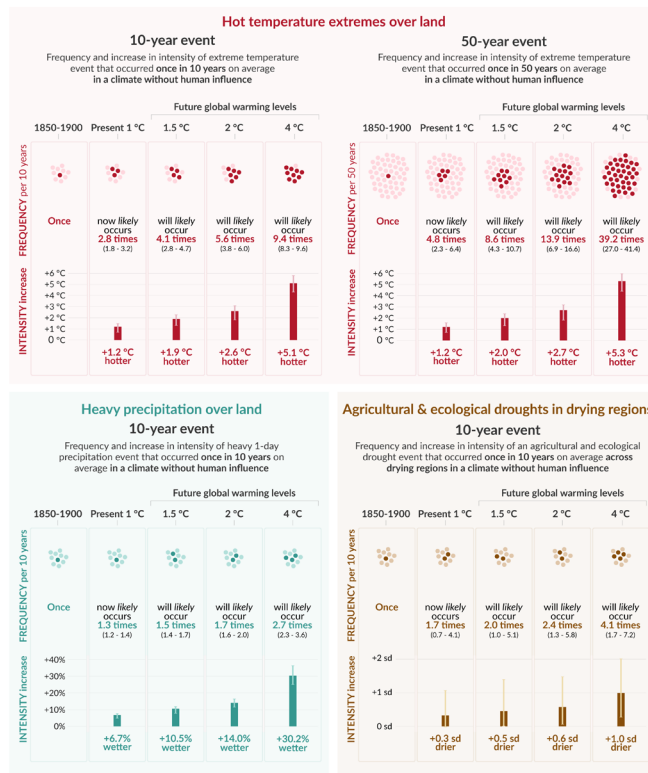 Hot temperature extremes over land
10-year event
Frequency and increase in intensity of extreme temperature
event that occurred once in 10 years on average
in a climate without human influence
Future global warming levels
1850-1900 Present 1 °C 1.5 °C 2 °C 4 °C
FREQUENCY per 10 years
Once
now likely occurs 2.8 times (1.8 - 3.2)
will likely occur 4.1 times (2.8 - 4.7)
will likely occur 5.6 times (3.8 - 6.0)
will likely occur 9.4 times (8.3 - 9.6)
INTENSITY increase
+6 °C
+5 °C
+4 °C
+3 °C
+2 °C
+1 °C
0 °C
+1.2 °C hotter
+1.9 °C hotter
+2.6 °C hotter
+5.1 °C hotter
50-year event
Frequency and increase in intensity of extreme temperature
event that occurred once in 50 years on average
in a climate without human influence
Future global warming levels
1850-1900 Present 1 °C 1.5 °C 2 °C 4 °C
FREQUENCY per 50 years
Once
now likely occurs 4.8 times (2.3 - 6.4)
will likely occur 8.6 times (4.3 - 10.7)
will likely occur 13.9 times (6.9 - 16.6)
will likely occur 39.2 times (27.0 - 41.4)
INTENSITY increase
+6 °C
+5 °C
+4 °C
+3 °C
+2 °C
+1 °C
0 °C
+1.2 °C hotter
+2.0 °C hotter
+2.7 °C hotter
+5.3 °C hotter
Heavy precipitation over land
10-year event
Frequency and increase in intensity of heavy 1-day
precipitation event that occurred once in 10 years on
average in a climate without human influence
Future global warming levels
1850-1900 Present 1 °C 1.5 °C 2 °C 4 °C
FREQUENCY per 10 years
Once
now likely occurs 1.3 times (1.2 - 1.4)
will likely occur 1.5 times (1.4 - 1.7)
will likely occur 1.7 times (1.6 - 2.0)
will likely occur 2.7 times (2.3 - 3.6)
INTENSITY increase
+40%
+30%
+20%
+10%
0%
+6.7% wetter
+10.5% wetter
+14.0% wetter
+30.2% wetter
Agricultural & ecological droughts in drying regions
10-year event
Frequency and increase in intensity of an agricultural and ecological
drought event that occurred once in 10 years on average across
drying regions in a climate without human influence
Future global warming levels
1850-1900 Present 1 °C 1.5 °C 2 °C 4 °C
FREQUENCY per 10 years
Once
now likely occurs 1.7 times (0.7 - 4.1)
will likely occur 2.0 times (1.0 - 5.1)
will likely occur 2.4 times (1.3 - 5.8)
will likely occur 4.1 times (1.7 - 7.2)
INTENSITY increase
+2 sd
+1 sd
0 sd
+0.3 sd drier
+0.5 sd drier
+0.6 sd drier
+1.0 sd drier